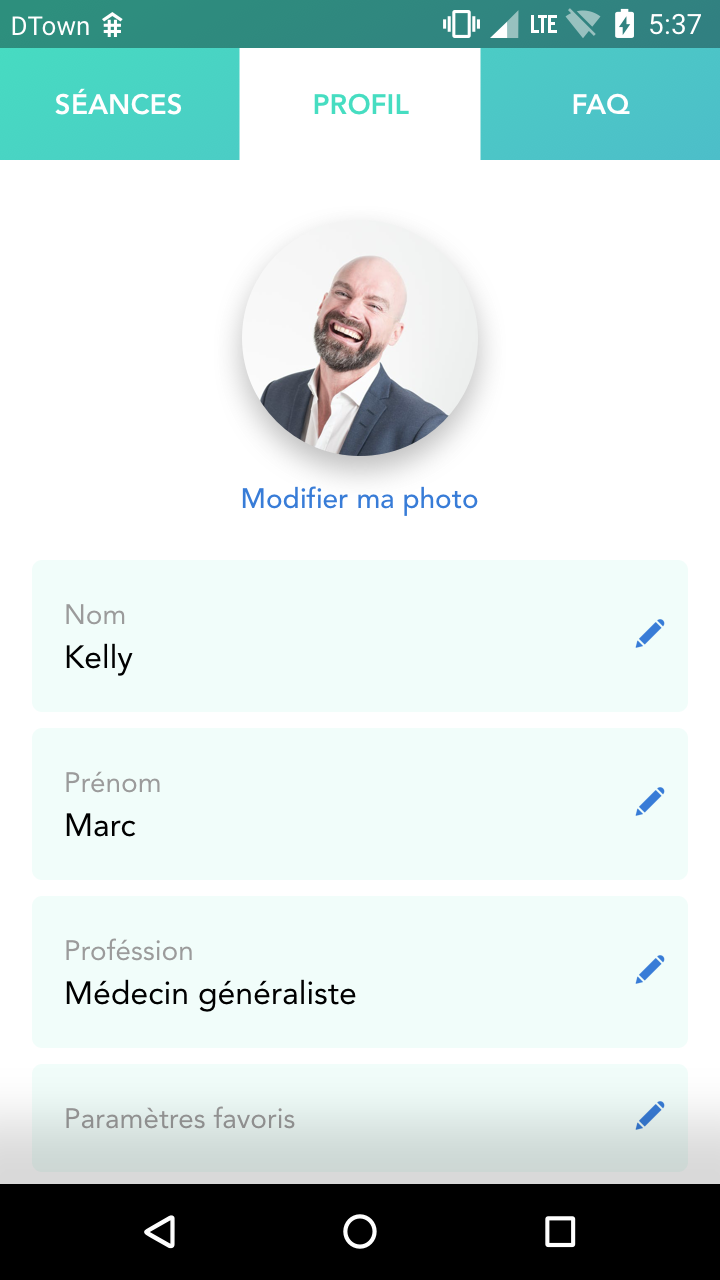 DTown LTE 5:37
SÉANCES PROFIL FAQ
Modifier ma photo
Nom
Kelly
Prénom
Marc
Proféssion
Médecin généraliste
Paramètres favoris